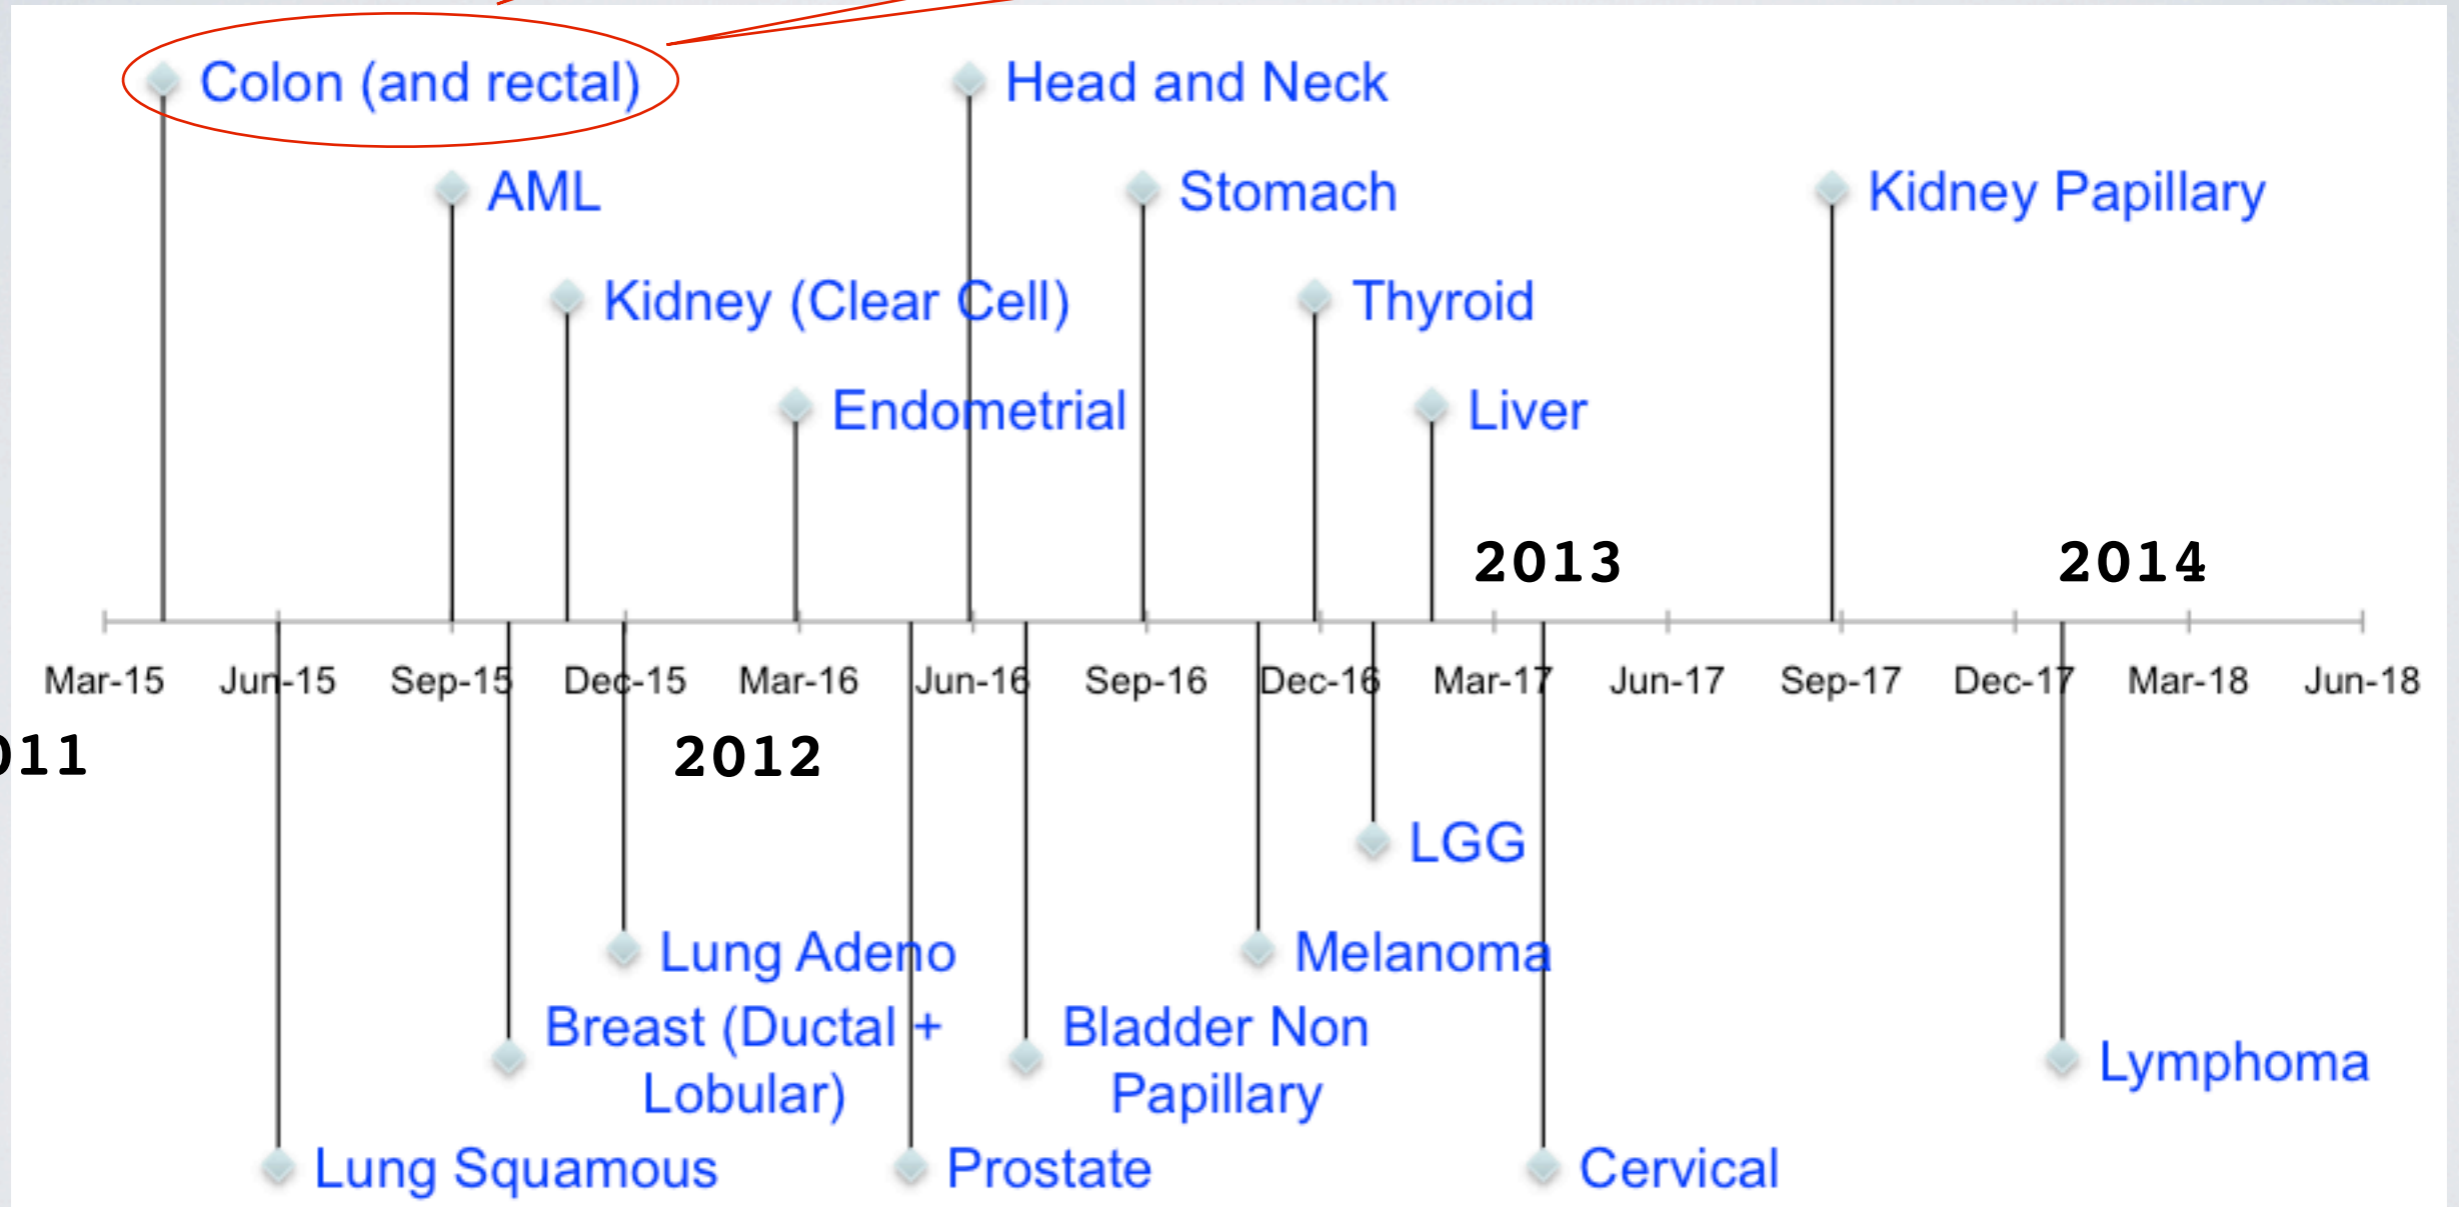 Colon (and rectal)
Head and Neck
AML
Stomach
Kidney Papillary
Kidney (Clear Cell)
Thyroid
Endometrial
Liver
2013
2014
Mar-15
Jun-15
Sep-15
Dec-15
Mar-16
Jun-16
Sep-16
Dec-16
Mar-17
Jun-17
Sep-17
Dec-17
Mar-18
Jun-18
011
2012
LGG
Lung Adeno
Melanoma
Breast (Ductal +
Lobular)
Bladder Non
Papillary
Lymphoma
Lung Squamous
Prostate
Cervical